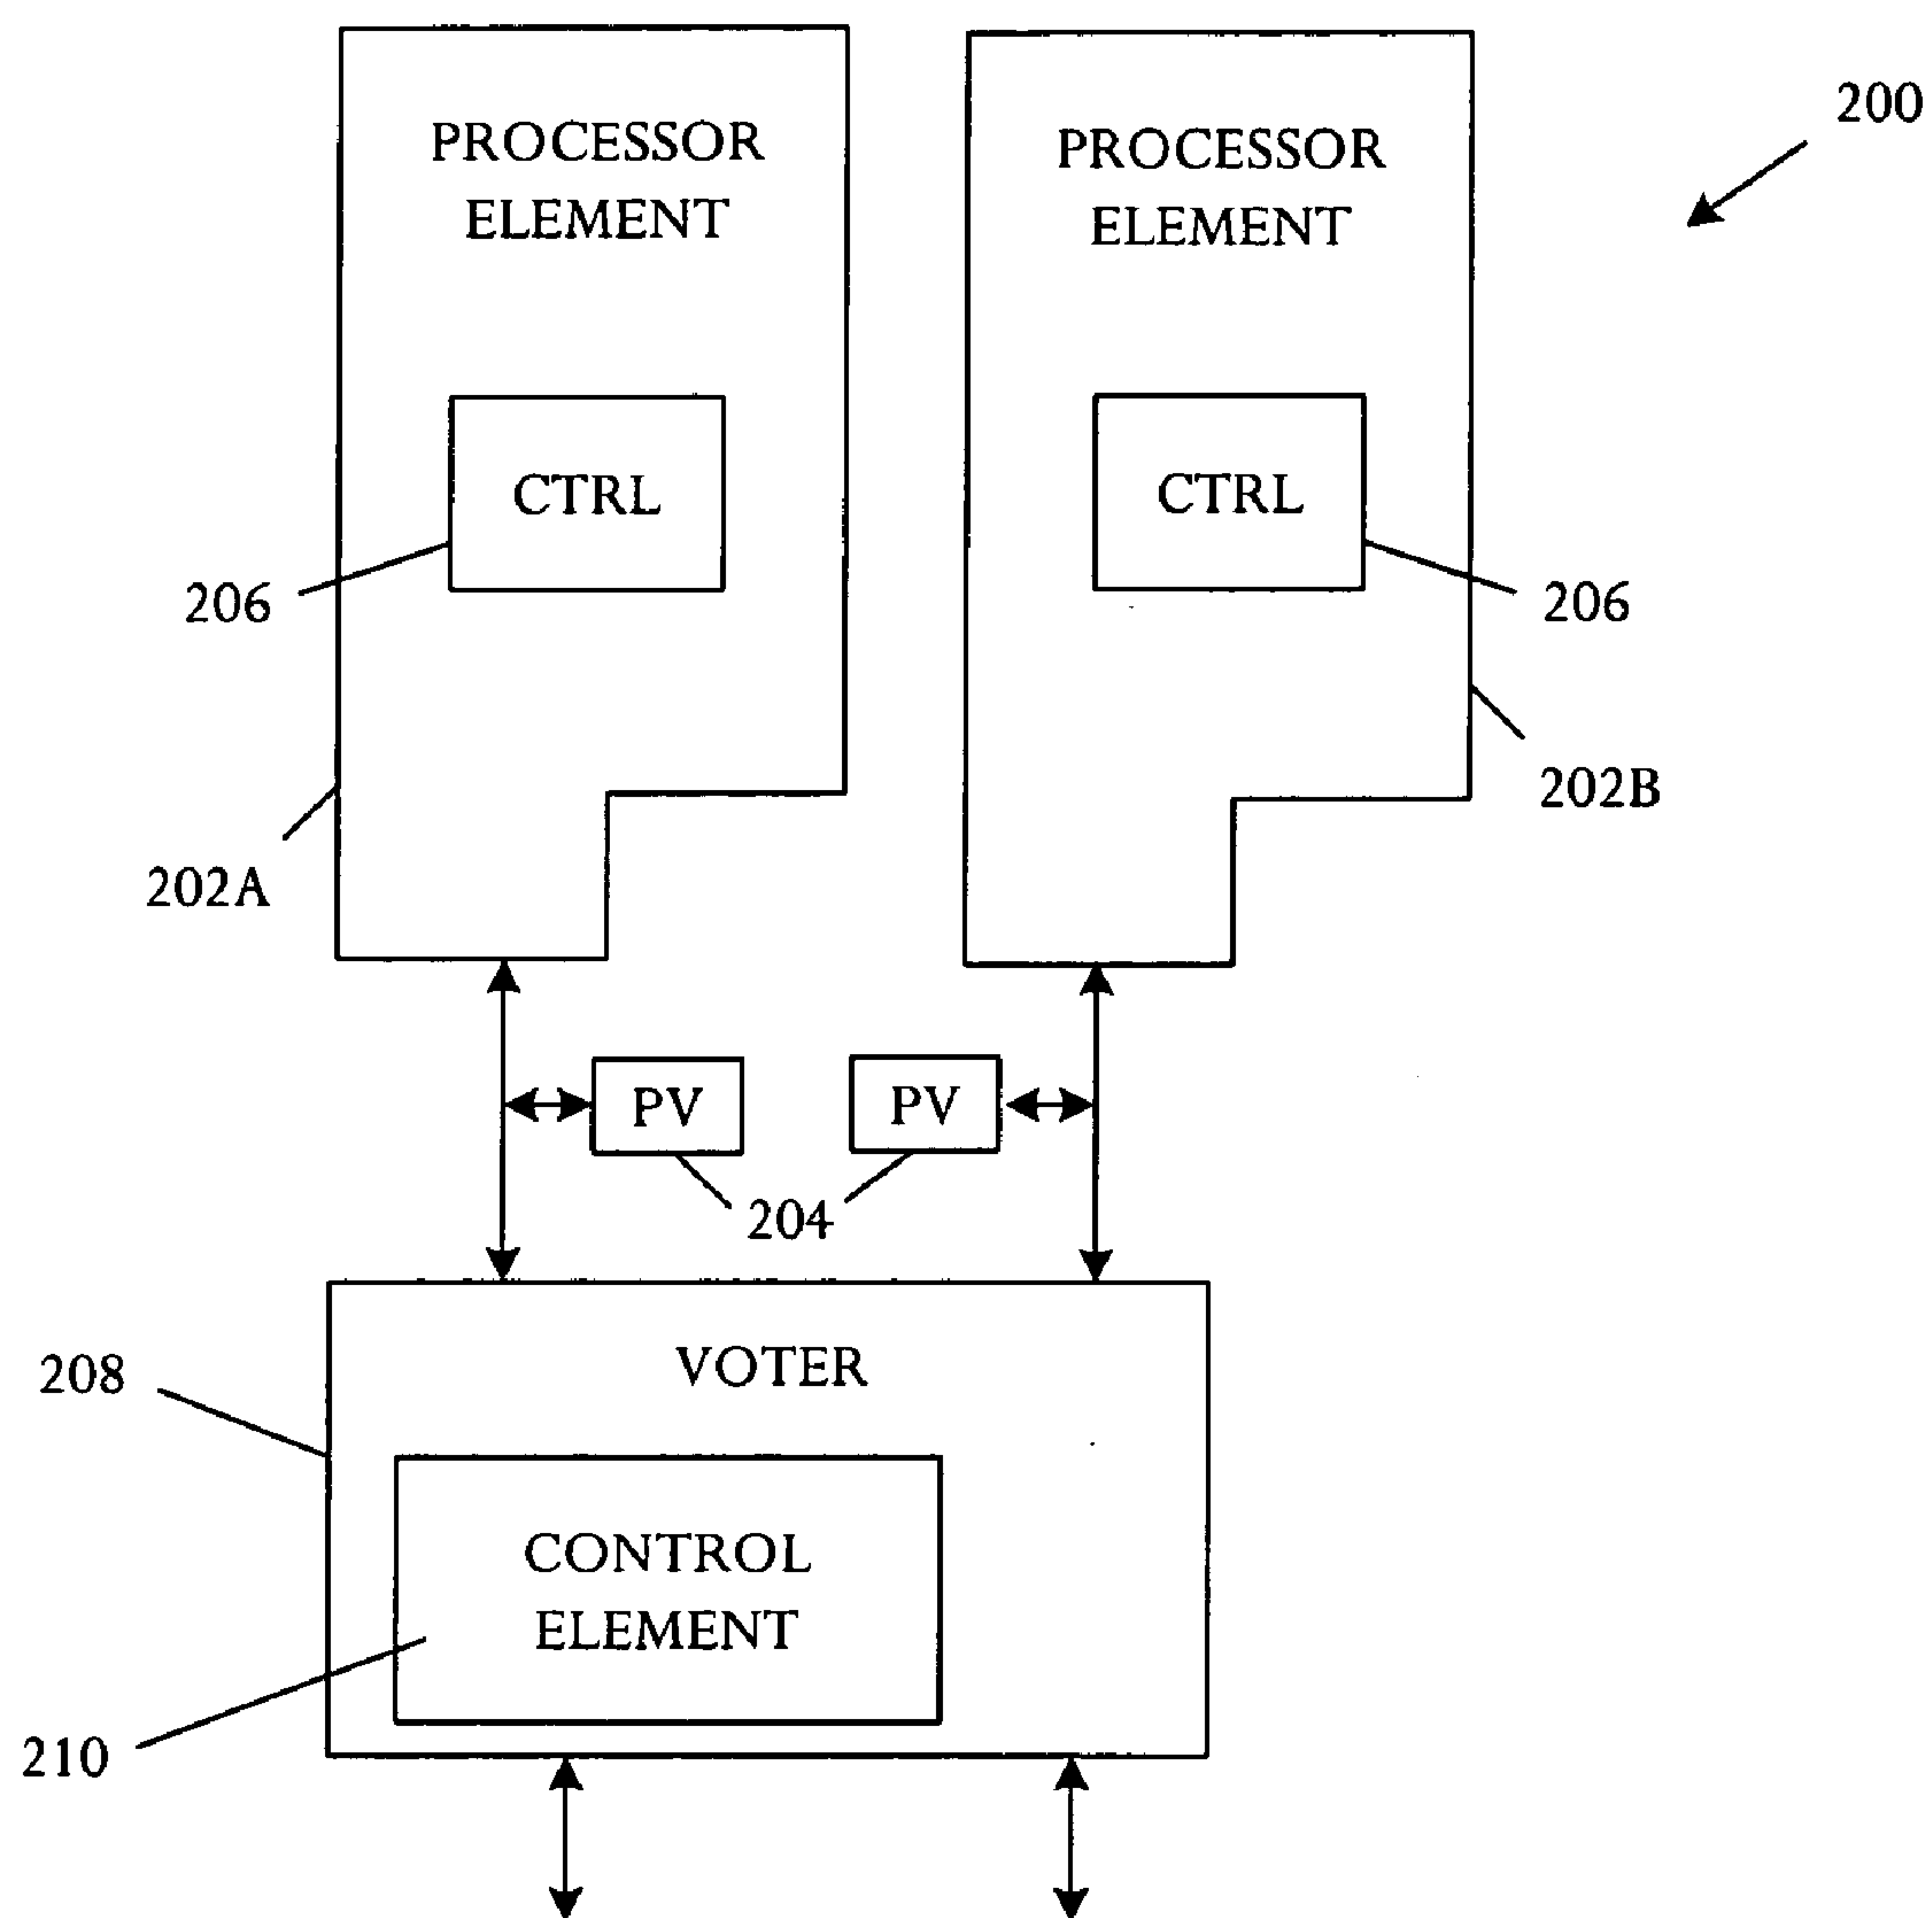 200
PROCESSOR
ELEMENT
PROCESSOR
ELEMENT
CTRL
CTRL
206
206
202B
202A
PV
PV
204
208
VOTER
CONTROL
ELEMENT
210